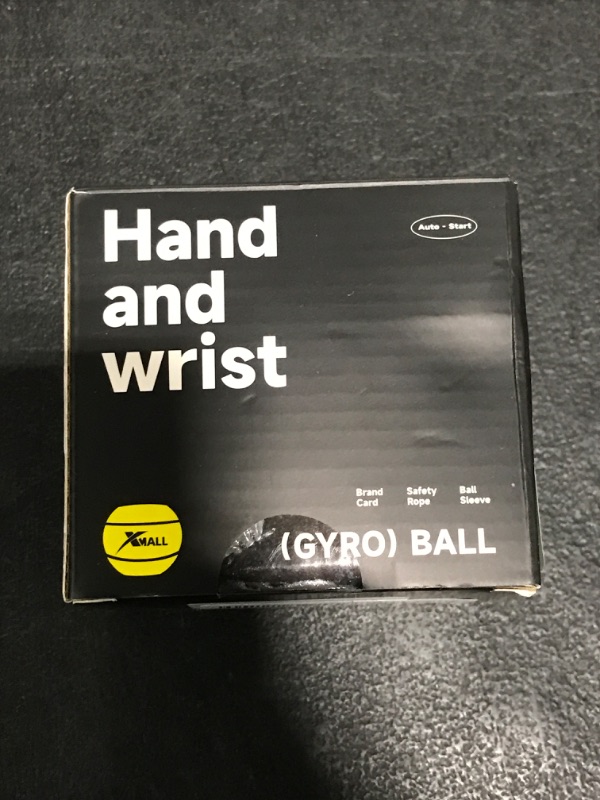 Hand
and
wrist
Auto - Start
Brand
Card
Safety
Rope
Ball
Sleeve
XMALL
(GYRO) BALL